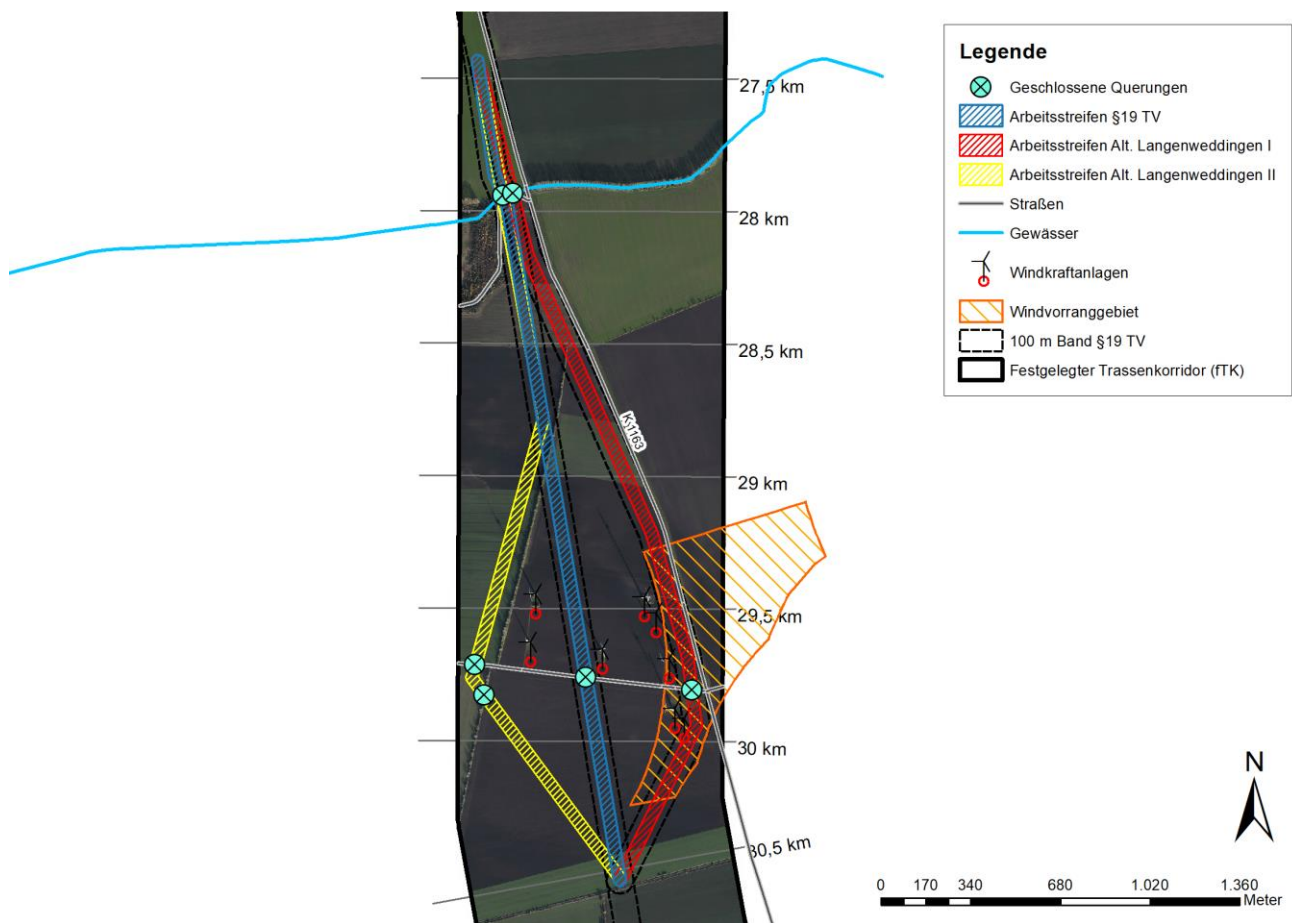 27,5 km
28 km
28,5 km
K 1163
29 km
29,5 km
30 km
30,5 km
Legende
Geschlossene Querungen
Arbeitsstreifen §19 TV
Arbeitsstreifen Alt. Langenweddingen I
Arbeitsstreifen Alt. Langenweddingen II
Straßen
Gewässer
Windkraftanlagen
Windvorranggebiet
100 m Band §19 TV
Festgelegter Trassenkorridor (fTK)
N
0 170 340 680 1.020 1.360
Meter